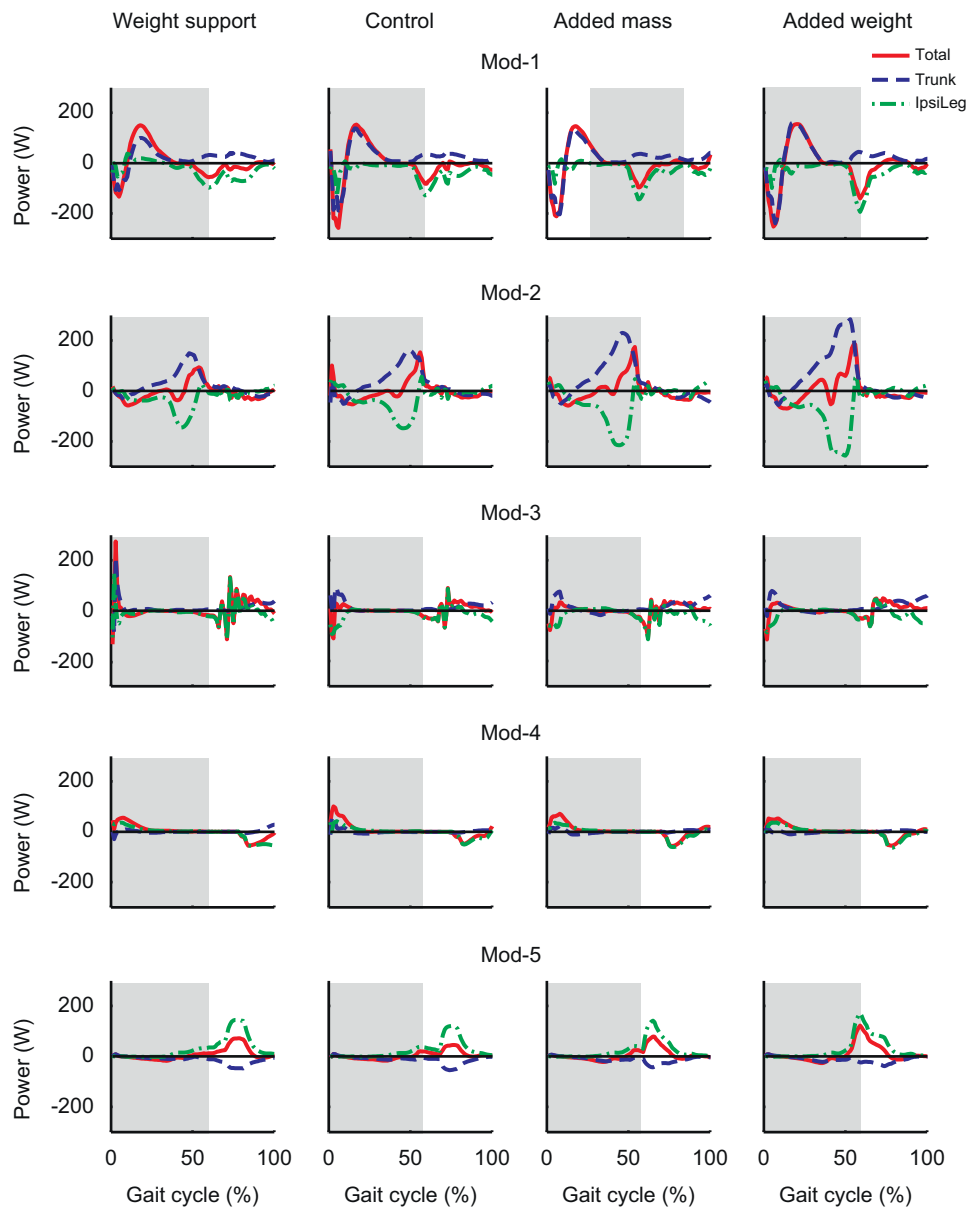 Weight support Control Added mass Added weight
Mod-1
Total
Trunk
IpsiLeg
Power (W)
200
0
-200
Mod-2
Power (W)
200
0
-200
Mod-3
Power (W)
200
0
-200
Mod-4
Power (W)
200
0
-200
Mod-5
Power (W)
200
0
-200
0 50 100 0 50 100 0 50 100 0 50 100
Gait cycle (%) Gait cycle (%) Gait cycle (%) Gait cycle (%)